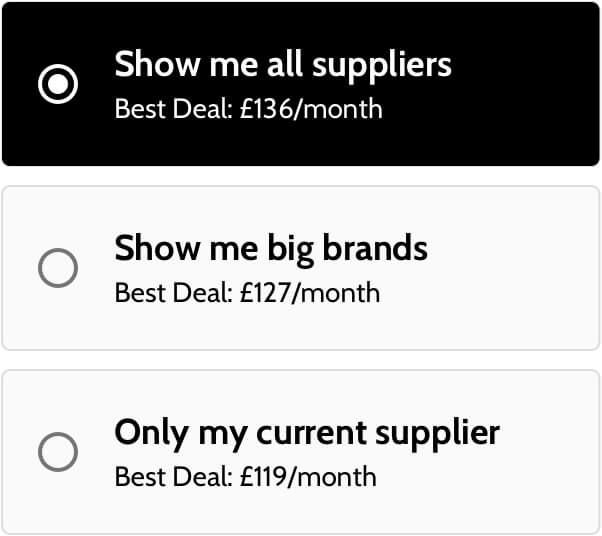 Show me all suppliers
Best Deal: £136/month
Show me big brands
Best Deal: £127/month
Only my current supplier
Best Deal: £119/month